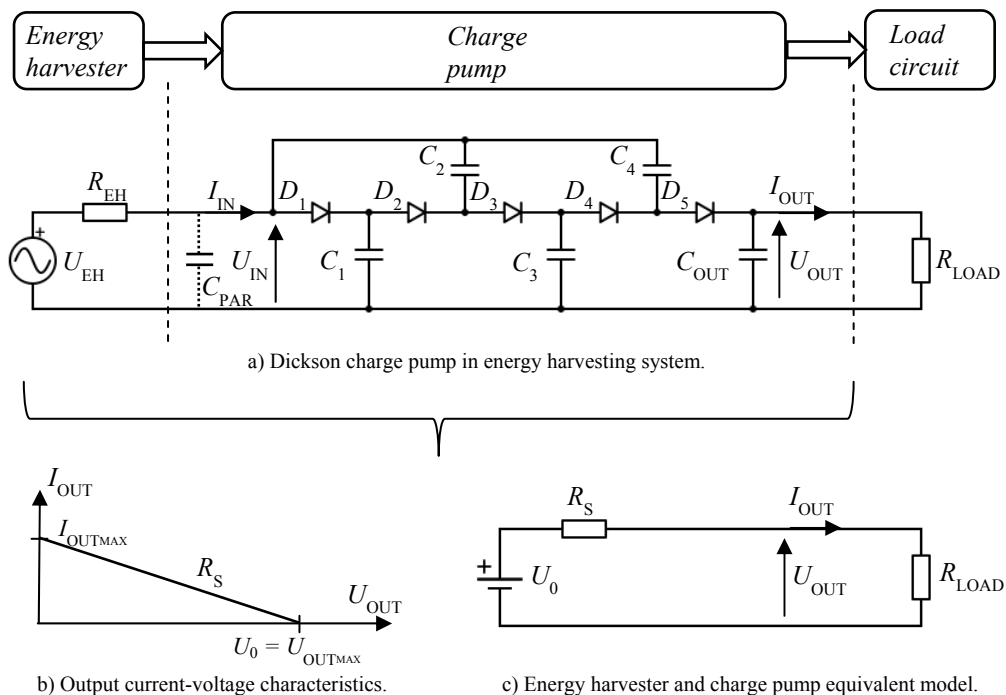 Energy harvester
Charge pump
Load circuit
R_EH
I_IN
D_1
D_2
C_2
D_3
D_4
C_4
D_5
I_OUT
U_EH
C_PAR
U_IN
C_1
C_3
C_OUT
U_OUT
R_LOAD
a) Dickson charge pump in energy harvesting system.
I_OUT
I_OUTMAX
R_S
U_OUT
U_0 = U_OUTMAX
b) Output current-voltage characteristics.
R_S
I_OUT
+
U_0
U_OUT
R_LOAD
c) Energy harvester and charge pump equivalent model.